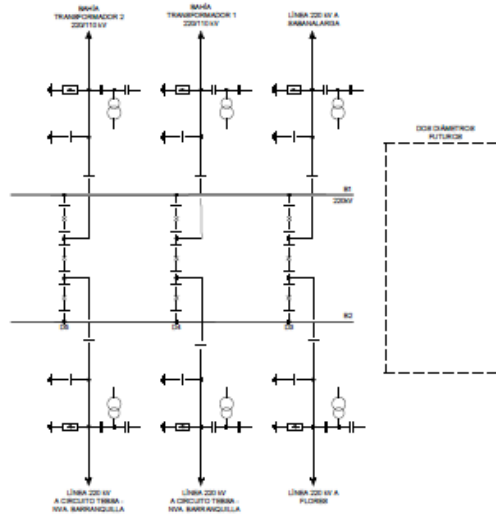 BAHÍA
TRANSFORMADOR 2
220/110 kV
BAHÍA
TRANSFORMADOR 1
220/110 kV
LÍNEA 220 kV A
SABANALARGA
DOS DIÁMETROS
FUTUROS
B1
220kV
B2
D4
D3
LÍNEA 220 kV
A CIRCUITO TEBSA -
NVA. BARRANQUILLA
LÍNEA 220 kV
A CIRCUITO TEBSA -
NVA. BARRANQUILLA
LÍNEA 220 kV A
FLORES